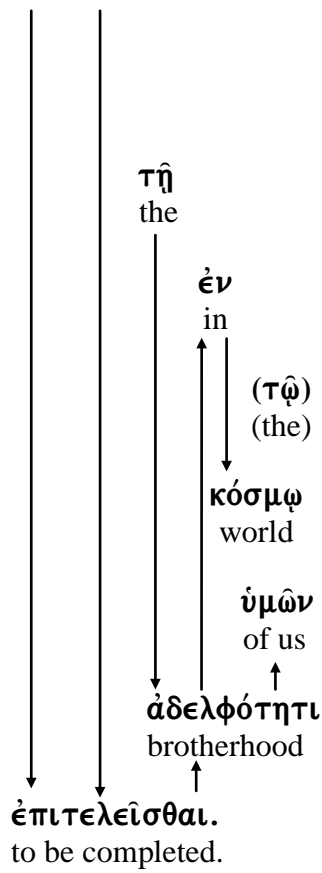 τῇ
the
ἐν
in
(τῷ)
(the)
κόσμῳ
world
ὑμῶν
of us
ἀδελφότητι
brotherhood
ἐπιτελεῖσθαι.
to be completed.